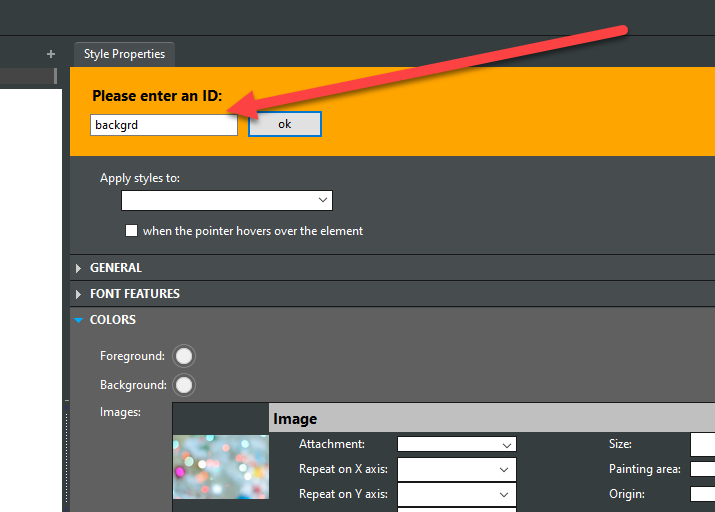 + Style Properties
Please enter an ID:
backgrd ok
Apply styles to:
when the pointer hovers over the element
GENERAL
FONT FEATURES
COLORS
Foreground:
Background:
Images: Image
Attachment: Size:
Repeat on X axis: Painting area:
Repeat on Y axis: Origin: